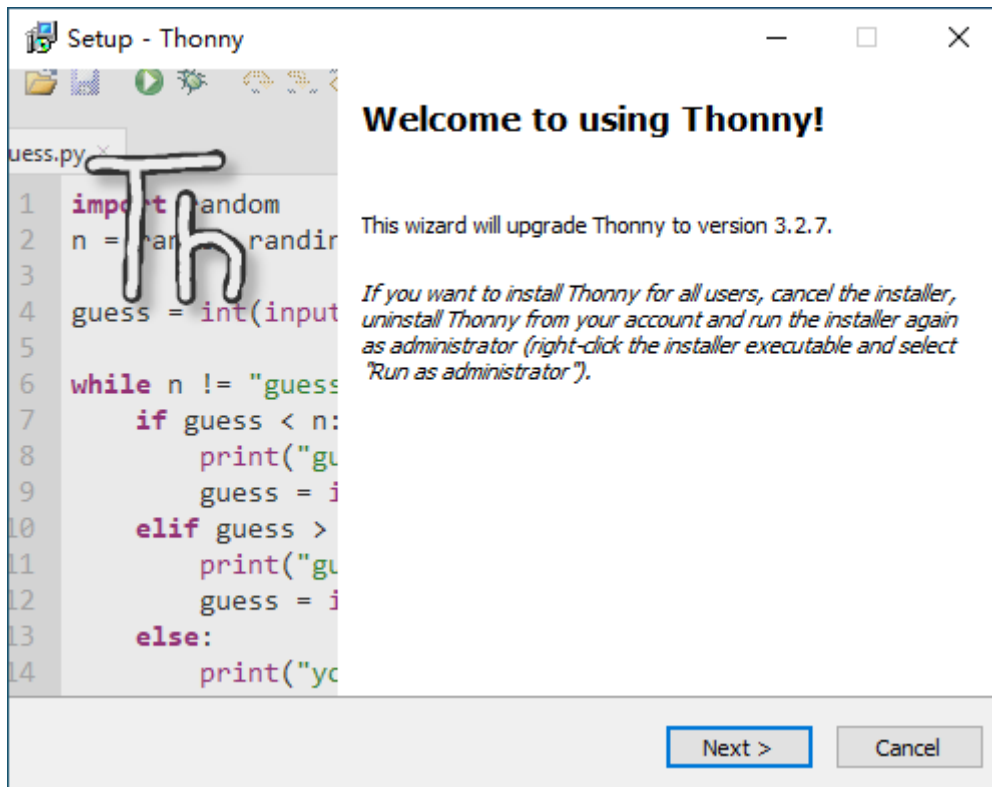 Setup - Thonny
Welcome to using Thonny!
This wizard will upgrade Thonny to version 3.2.7.
If you want to install Thonny for all users, cancel the installer,
uninstall Thonny from your account and run the installer again
as administrator (right-click the installer executable and select
"Run as administrator").
uess.py
Th
1 import random
2 n = ran randin
3
4 guess = int(input
5
6 while n != "guess
7 if guess < n:
8 print("gu
9 guess = i
10 elif guess >
11 print("gu
12 guess = i
13 else:
14 print("yo
Next >
Cancel